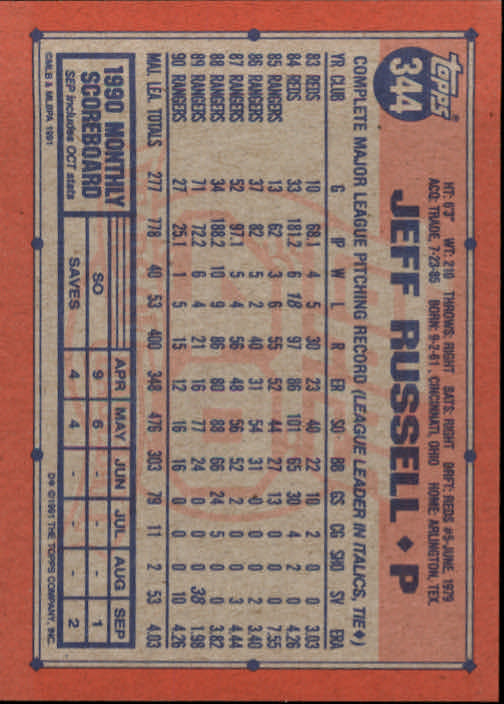 topps®
344
JEFF RUSSELL ♦ P
HT: 6'3" WT: 210 THROWS: RIGHT BATS: RIGHT DRFT: REDS #5-JUNE 1979
ACQ: TRADE, 7-23-85 BORN: 9-2-61, CINCINNATI, OHIO HOME: ARLINGTON, TEX.
COMPLETE MAJOR LEAGUE PITCHING RECORD (LEAGUE LEADER IN ITALICS, TIE♦)
YR CLUB G IP W L R ER SO BB GS CG SHO SV ERA
83 REDS 10 68.1 4 5 30 23 40 22 10 2 0 0 3.03
84 REDS 33 181.2 6 18 97 86 101 65 30 4 2 0 4.26
85 RANGERS 13 62 3 6 55 52 44 27 13 0 0 0 7.55
86 RANGERS 37 82 5 2 40 31 54 31 0 0 0 2 3.40
87 RANGERS 52 97.1 5 4 56 48 56 52 2 0 0 3 4.44
88 RANGERS 34 188.2 10 9 86 80 88 66 24 5 0 0 3.82
89 RANGERS 71 72.2 6 4 21 16 77 24 0 0 0 38 1.98
90 RANGERS 27 25.1 1 5 15 12 16 16 0 0 0 10 4.26
MAJ. LEA. TOTALS 277 778 40 53 400 348 476 303 79 11 2 53 4.03
1990 MONTHLY
SCOREBOARD
SEP includes OCT stats
APR MAY JUN JUL AUG SEP
SO 9 6 - - - 1
SAVES 4 4 - - - 2
©MLB & MLBPA 1991
D* © 1991 THE TOPPS COMPANY, INC.